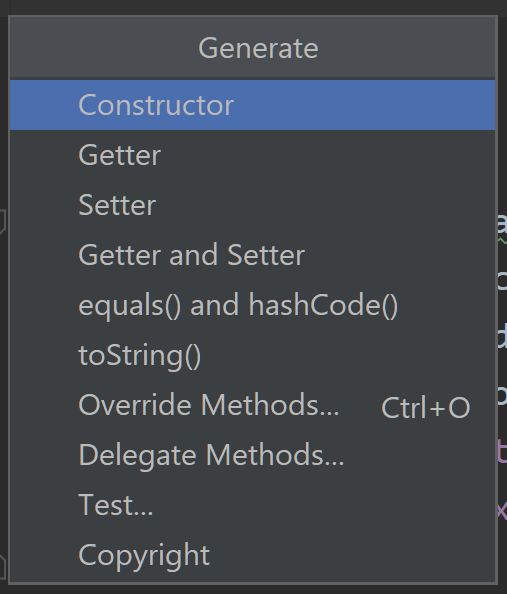 Generate
Constructor
Getter
Setter
Getter and Setter
equals() and hashCode()
toString()
Override Methods... Ctrl+O
Delegate Methods...
Test...
Copyright